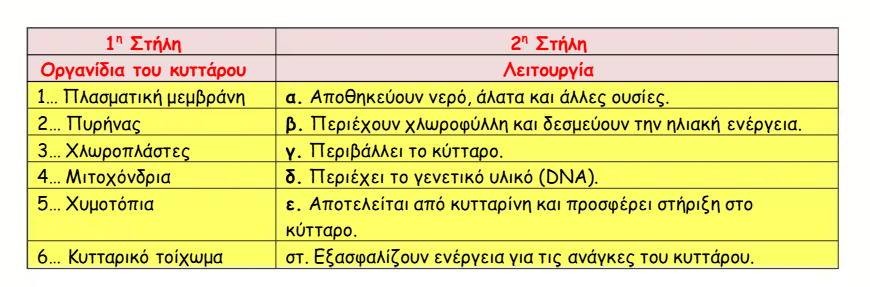 1η Στήλη 2η Στήλη
Οργανίδια του κυττάρου Λειτουργία
1... Πλασματική μεμβράνη α. Αποθηκεύουν νερό, άλατα και άλλες ουσίες.
2... Πυρήνας β. Περιέχουν χλωροφύλλη και δεσμεύουν την ηλιακή ενέργεια.
3... Χλωροπλάστες γ. Περιβάλλει το κύτταρο.
4... Μιτοχόνδρια δ. Περιέχει το γενετικό υλικό (DNA).
5... Χυμοτόπια ε. Αποτελείται από κυτταρίνη και προσφέρει στήριξη στο
κύτταρο.
6... Κυτταρικό τοίχωμα στ. Εξασφαλίζουν ενέργεια για τις ανάγκες του κυττάρου.